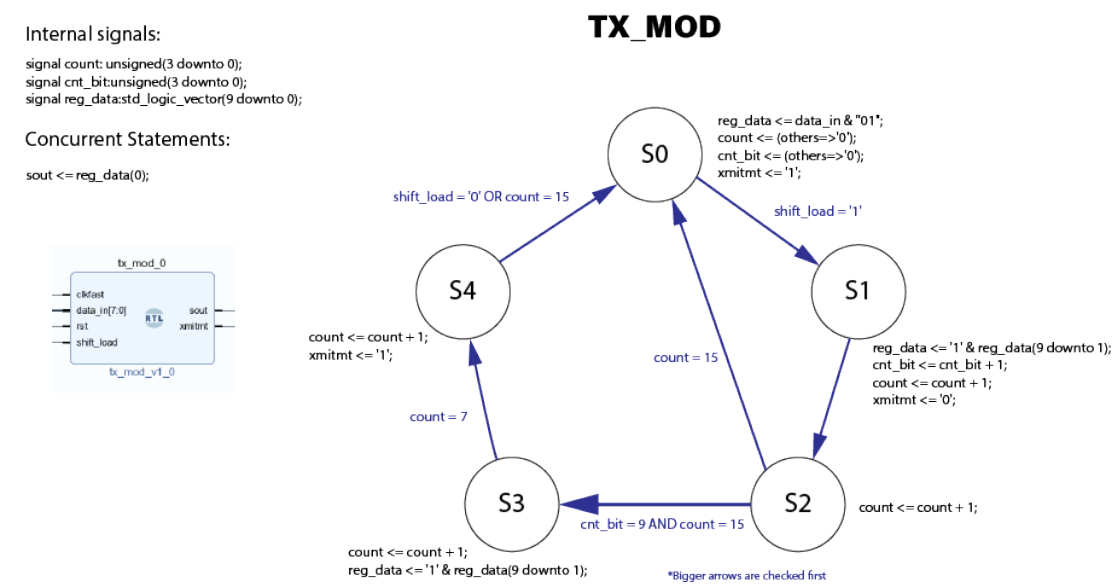 TX_MOD
Internal signals:
signal count: unsigned(3 downto 0);
signal cnt_bit:unsigned(3 downto 0);
signal reg_data:std_logic_vector(9 downto 0);
Concurrent Statements:
sout <= reg_data(0);
tx_mod_0
clkfast
data_in[7:0]
rst
shift_load
RTL
sout
xmitmt
tx_mod_v1_0
S0
reg_data <= data_in & "01";
count <= (others=>'0');
cnt_bit <= (others=>'0');
xmitmt <= '1';
shift_load = '0' OR count = 15
shift_load = '1'
S4
count <= count + 1;
xmitmt <= '1';
S1
reg_data <= '1' & reg_data(9 downto 1);
cnt_bit <= cnt_bit + 1;
count <= count + 1;
xmitmt <= '0';
count = 15
count = 7
S3
count <= count + 1;
reg_data <= '1' & reg_data(9 downto 1);
S2
count <= count + 1;
cnt_bit = 9 AND count = 15
*Bigger arrows are checked first